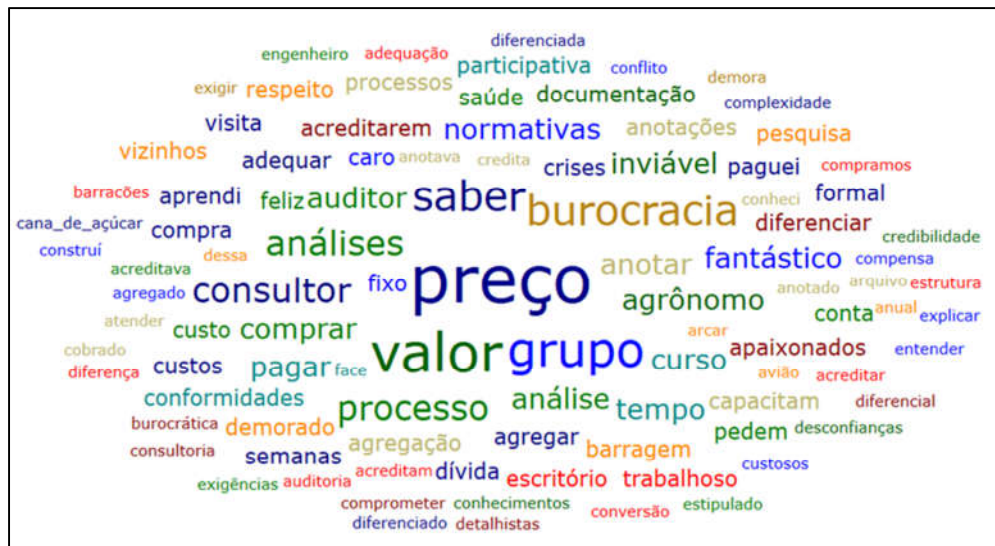 diferenciada
engenheiro adequação participativa conflito
exigir respeito processos saúde documentação demora complexidade
visita acreditarem normativas anotações pesquisa
vizinhos adequar caro anotava credita crises inviável paguei compramos
barracões aprendi feliz auditor saber burocracia conheci formal
cana_de_açúcar compra dessa análises diferenciar credibilidade
construí acreditava fixo preço anotar fantástico compensa
agregado consultor agrônomo anotado arquivo estrutura
atender custo comprar conta anual explicar
cobrado custos valor grupo curso arcar apaixonados entender
diferença pagar face avião acreditar
conformidades processo análise tempo capacitam diferencial
burocrática demorado agregação agregar barragem pedem desconfianças
consultoria semanas acreditam dívida escritório trabalhoso custosos
exigências auditoria comprometer conhecimentos conversão estipulado
diferenciado detalhistas